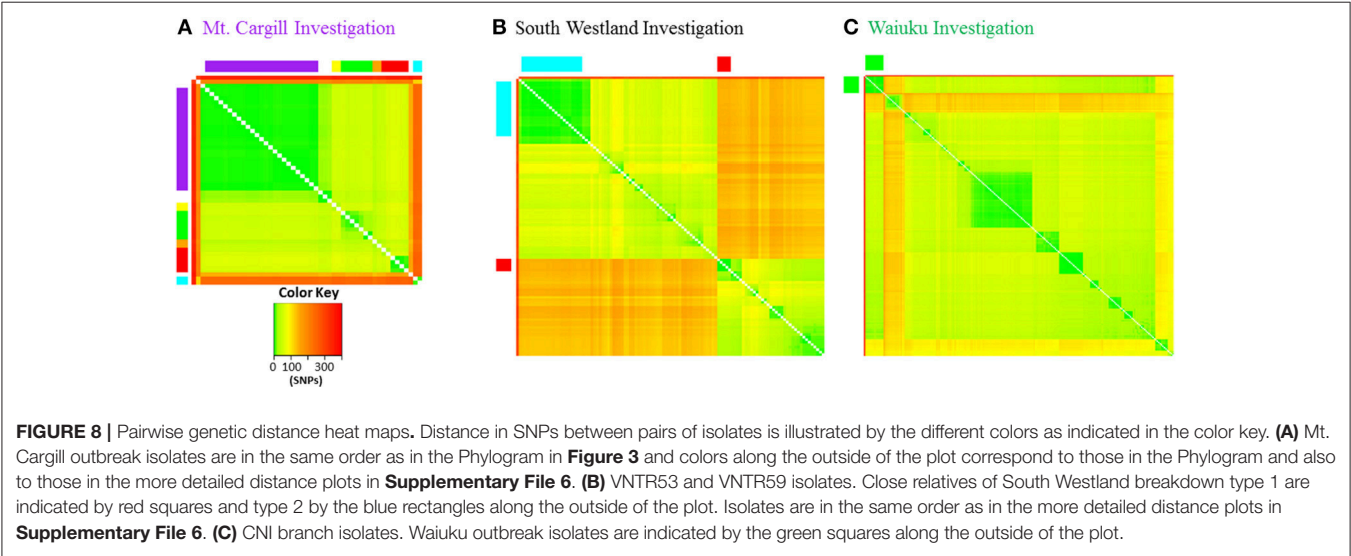 A Mt. Cargill Investigation
B South Westland Investigation
C Waiuku Investigation
Color Key
0 100 300
(SNPs)
FIGURE 8 | Pairwise genetic distance heat maps. Distance in SNPs between pairs of isolates is illustrated by the different colors as indicated in the color key. (A) Mt.
Cargill outbreak isolates are in the same order as in the Phylogram in Figure 3 and colors along the outside of the plot correspond to those in the Phylogram and also
to those in the more detailed distance plots in Supplementary File 6. (B) VNTR53 and VNTR59 isolates. Close relatives of South Westland breakdown type 1 are
indicated by red squares and type 2 by the blue rectangles along the outside of the plot. Isolates are in the same order as in the more detailed distance plots in
Supplementary File 6. (C) CNI branch isolates. Waiuku outbreak isolates are indicated by the green squares along the outside of the plot.